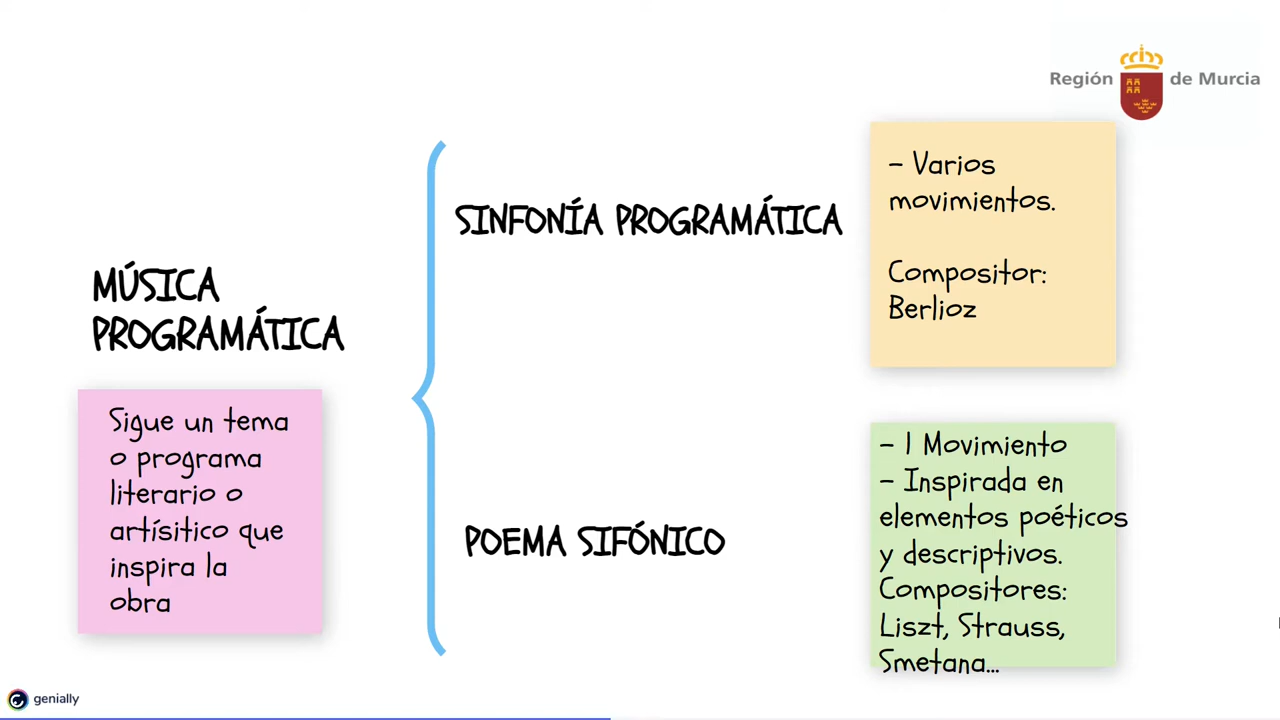 Región de Murcia
MÚSICA
PROGRAMÁTICA
Sigue un tema
o programa
literario o
artísitico que
inspira la
obra
SINFONÍA PROGRAMÁTICA
- Varios
movimientos.
Compositor:
Berlioz
POEMA SIFÓNICO
- 1 Movimiento
- Inspirada en
elementos poéticos
y descriptivos.
Compositores:
Liszt, Strauss,
Smetana...
genially